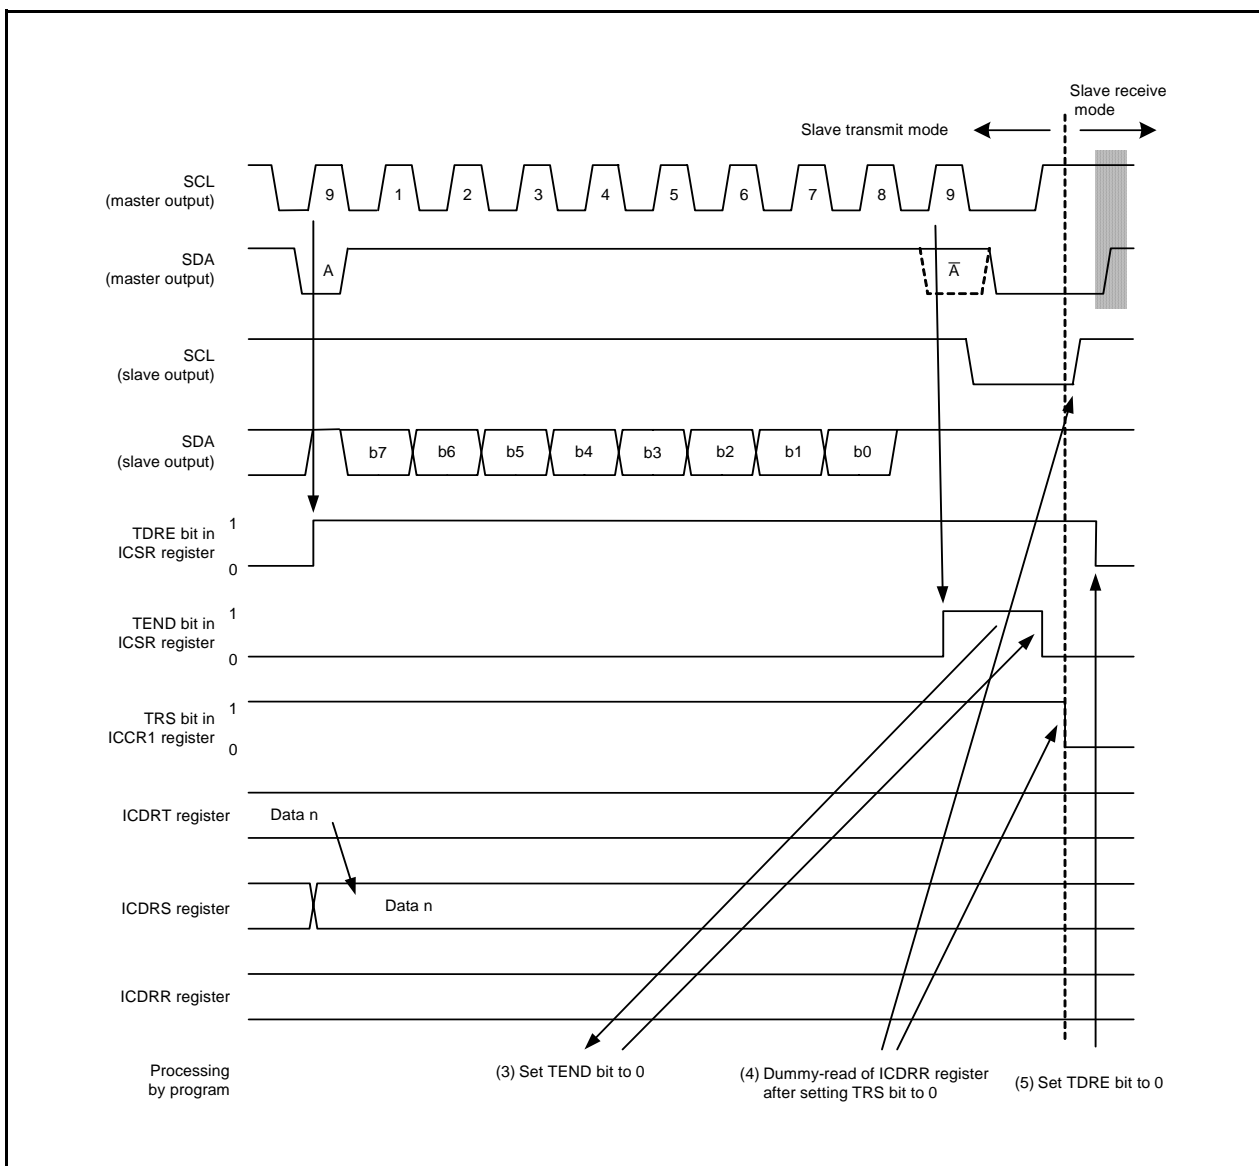 Slave receive
mode
Slave transmit mode
SCL
(master output)
9 1 2 3 4 5 6 7 8 9
SDA
(master output)
A A̅
SCL
(slave output)
SDA
(slave output)
b7 b6 b5 b4 b3 b2 b1 b0
TDRE bit in
ICSR register
1
0
TEND bit in
ICSR register
1
0
TRS bit in
ICCR1 register
1
0
ICDRT register
Data n
ICDRS register
Data n
ICDRR register
Processing
by program
(3) Set TEND bit to 0
(4) Dummy-read of ICDRR register
after setting TRS bit to 0
(5) Set TDRE bit to 0